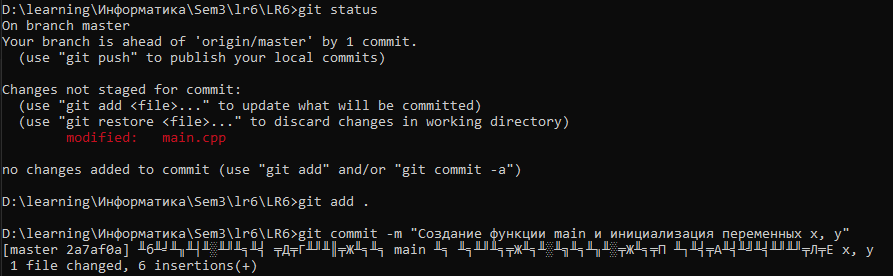 D:\learning\Информатика\Sem3\lr6\LR6>git status
On branch master
Your branch is ahead of 'origin/master' by 1 commit.
  (use "git push" to publish your local commits)
Changes not staged for commit:
  (use "git add <file>..." to update what will be committed)
  (use "git restore <file>..." to discard changes in working directory)
        modified:   main.cpp
no changes added to commit (use "git add" and/or "git commit -a")
D:\learning\Информатика\Sem3\lr6\LR6>git add .
D:\learning\Информатика\Sem3\lr6\LR6>git commit -m "Создание функции main и инициализация переменных x, y"
[master 2a7af0a] main x, y
 1 file changed, 6 insertions(+)